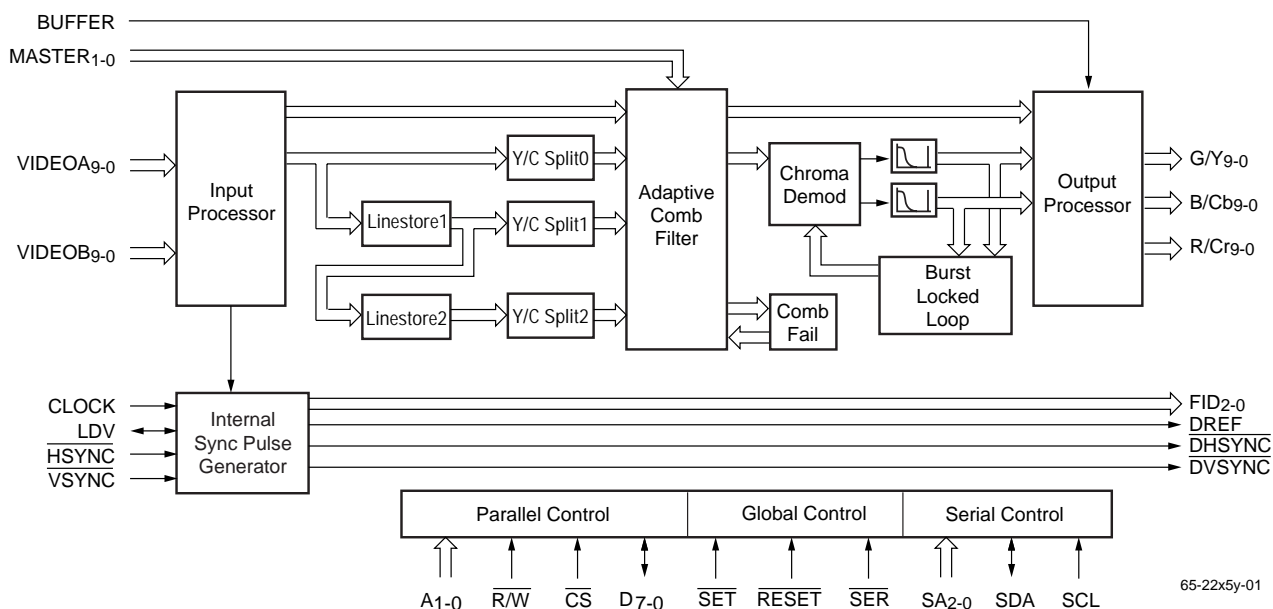 BUFFER
MASTER1-0
VIDEOA9-0
VIDEOB9-0
Input
Processor
Linestore1
Linestore2
Y/C Split0
Y/C Split1
Y/C Split2
Adaptive
Comb
Filter
Chroma
Demod
Comb
Fail
Burst
Locked
Loop
Output
Processor
G/Y9-0
B/Cb9-0
R/Cr9-0
CLOCK
LDV
HSYNC
VSYNC
Internal
Sync Pulse
Generator
FID2-0
DREF
DHSYNC
DVSYNC
Parallel Control
Global Control
Serial Control
A1-0
R/W
CS
D7-0
SET
RESET
SER
SA2-0
SDA
SCL
65-22x5y-01